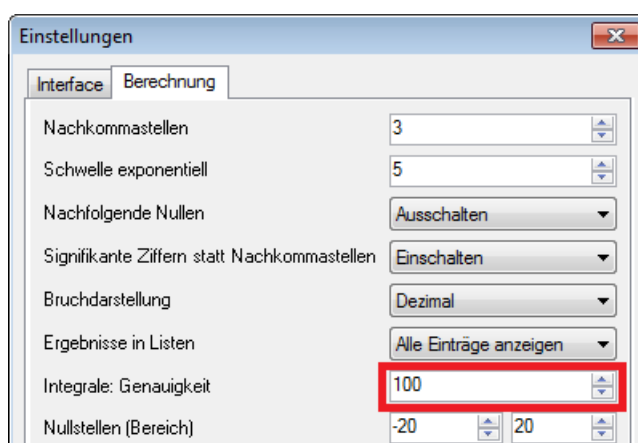 Einstellungen
Interface Berechnung
Nachkommastellen 3
Schwelle exponentiell 5
Nachfolgende Nullen Ausschalten
Signifikante Ziffern statt Nachkommastellen Einschalten
Bruchdarstellung Dezimal
Ergebnisse in Listen Alle Einträge anzeigen
Integrale: Genauigkeit 100
Nullstellen (Bereich) -20 20